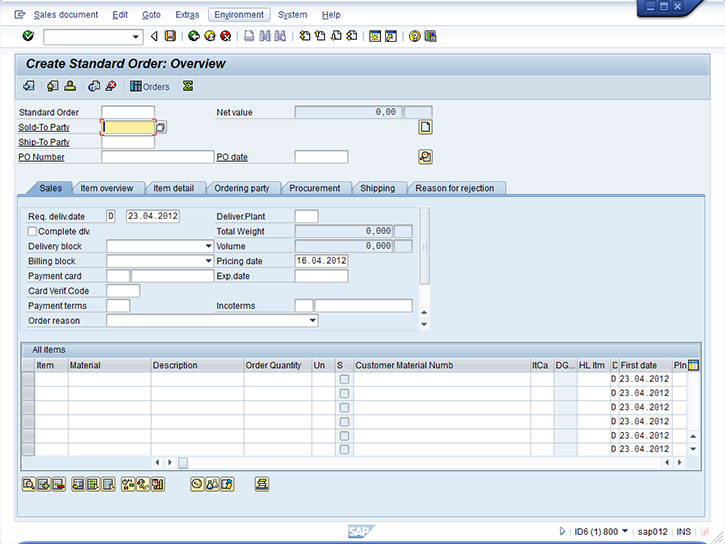 Sales document Edit Goto Extras Environment System Help
Create Standard Order: Overview
Orders
Standard Order Net value 0,00
Sold-To Party
Ship-To Party
PO Number PO date
Sales Item overview Item detail Ordering party Procurement Shipping Reason for rejection
Req. deliv.date D 23.04.2012 Deliver.Plant
Complete dlv. Total Weight 0,000
Delivery block Volume 0,000
Billing block Pricing date 16.04.2012
Payment card Exp.date
Card Verif.Code
Payment terms Incoterms
Order reason
All items
Item Material Description Order Quantity Un S Customer Material Numb ItCa DG... HL Itm D First date Pln
D 23.04.2012
D 23.04.2012
D 23.04.2012
D 23.04.2012
D 23.04.2012
D 23.04.2012
SAP ID6 (1) 800 sap012 INS